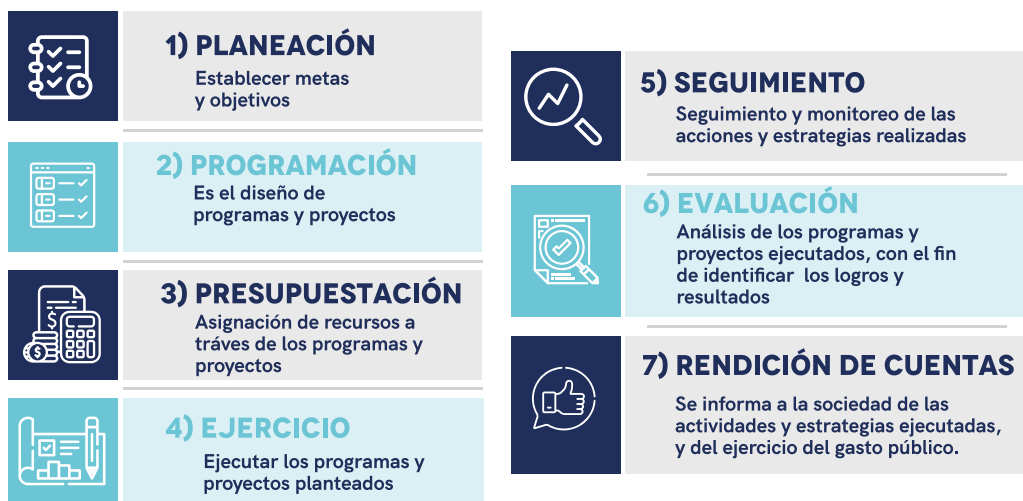 1) PLANEACIÓN
Establecer metas
y objetivos
2) PROGRAMACIÓN
Es el diseño de
programas y proyectos
3) PRESUPUESTACIÓN
Asignación de recursos a
tráves de los programas y
proyectos
4) EJERCICIO
Ejecutar los programas y
proyectos planteados
5) SEGUIMIENTO
Seguimiento y monitoreo de las
acciones y estrategias realizadas
6) EVALUACIÓN
Análisis de los programas y
proyectos ejecutados, con el fin
de identificar los logros y
resultados
7) RENDICIÓN DE CUENTAS
Se informa a la sociedad de las
actividades y estrategias ejecutadas,
y del ejercicio del gasto público.